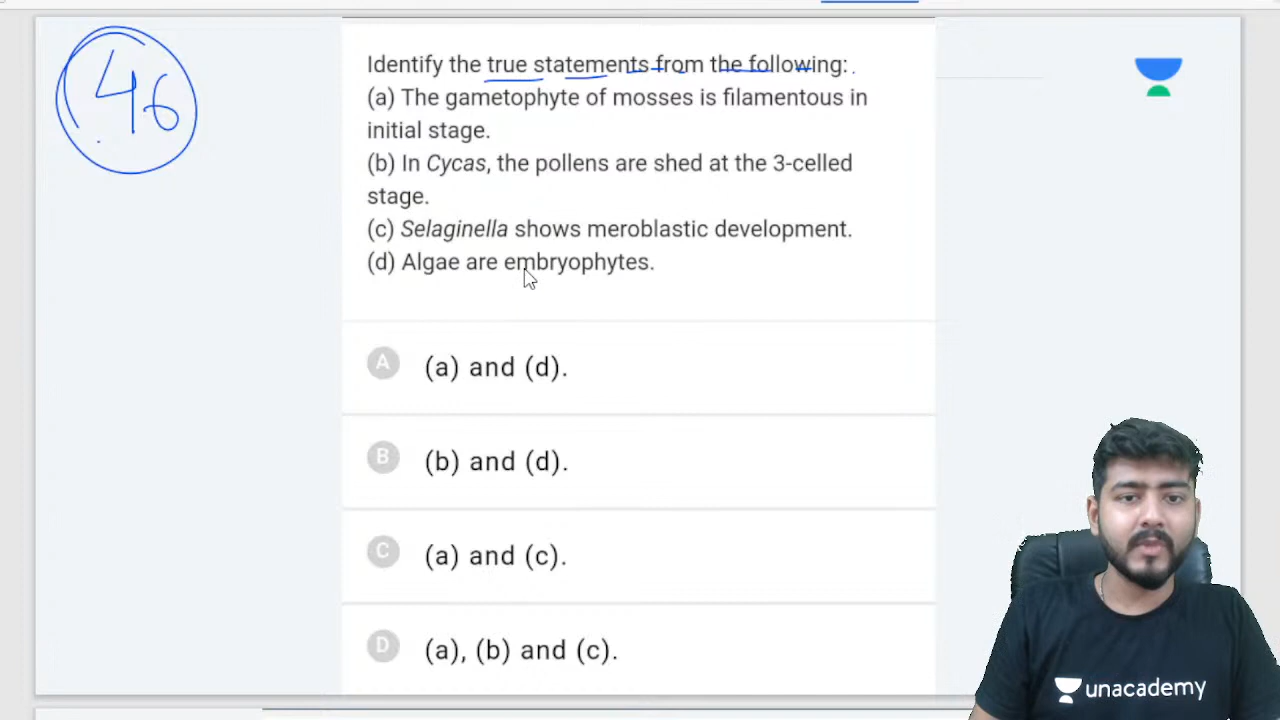 46
Identify the true statements from the following: .
(a) The gametophyte of mosses is filamentous in
initial stage.
(b) In Cycas, the pollens are shed at the 3-celled
stage.
(c) Selaginella shows meroblastic development.
(d) Algae are embryophytes.
A (a) and (d).
B (b) and (d).
C (a) and (c).
D (a), (b) and (c).
unacademy